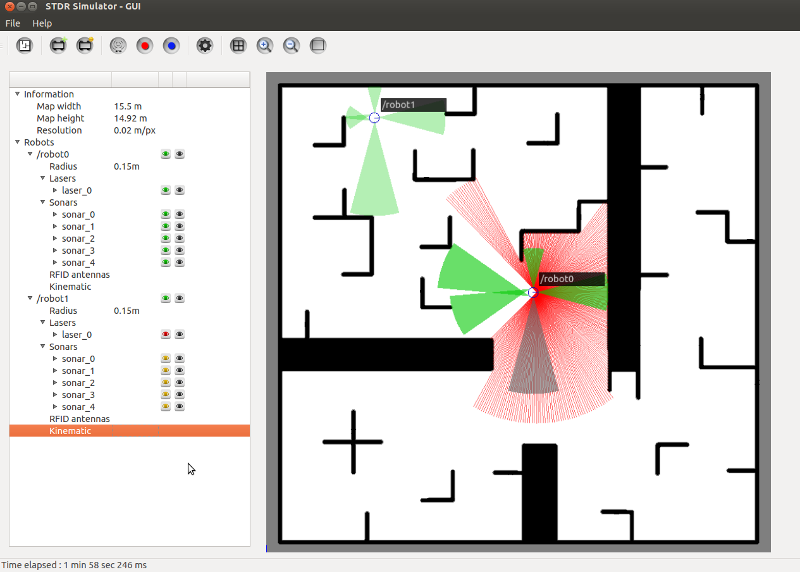 STDR Simulator - GUI
File Help
Information
Map width 15.5 m
Map height 14.92 m
Resolution 0.02 m/px
Robots
/robot0
Radius 0.15m
Lasers
laser_0
Sonars
sonar_0
sonar_1
sonar_2
sonar_3
sonar_4
RFID antennas
Kinematic
/robot1
Radius 0.15m
Lasers
laser_0
Sonars
sonar_0
sonar_1
sonar_2
sonar_3
sonar_4
RFID antennas
Kinematic
/robot1
/robot0
Time elapsed : 1 min 58 sec 246 ms